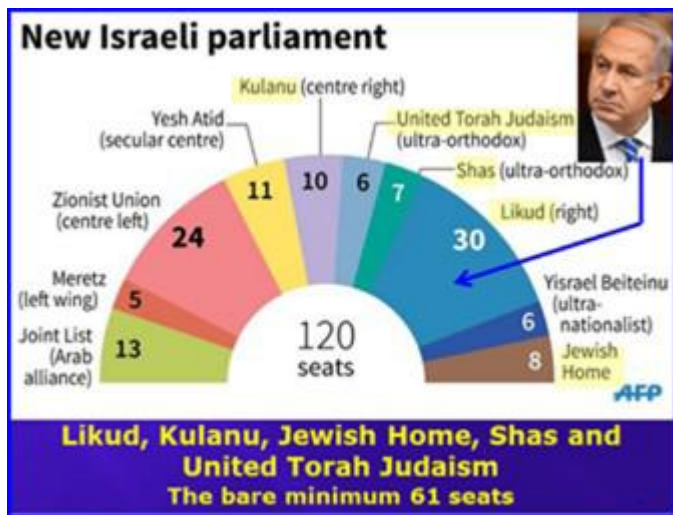 New Israeli parliament
Kulanu (centre right)
Yesh Atid
(secular centre)
United Torah Judaism
(ultra-orthodox)
Shas (ultra-orthodox)
Zionist Union
(centre left)
Likud (right)
Meretz
(left wing)
Yisrael Beiteinu
(ultra-
nationalist)
Joint List
(Arab
alliance)
Jewish
Home
13
5
24
11
10
6
7
30
6
8
120
seats
AFP
Likud, Kulanu, Jewish Home, Shas and
United Torah Judaism
The bare minimum 61 seats